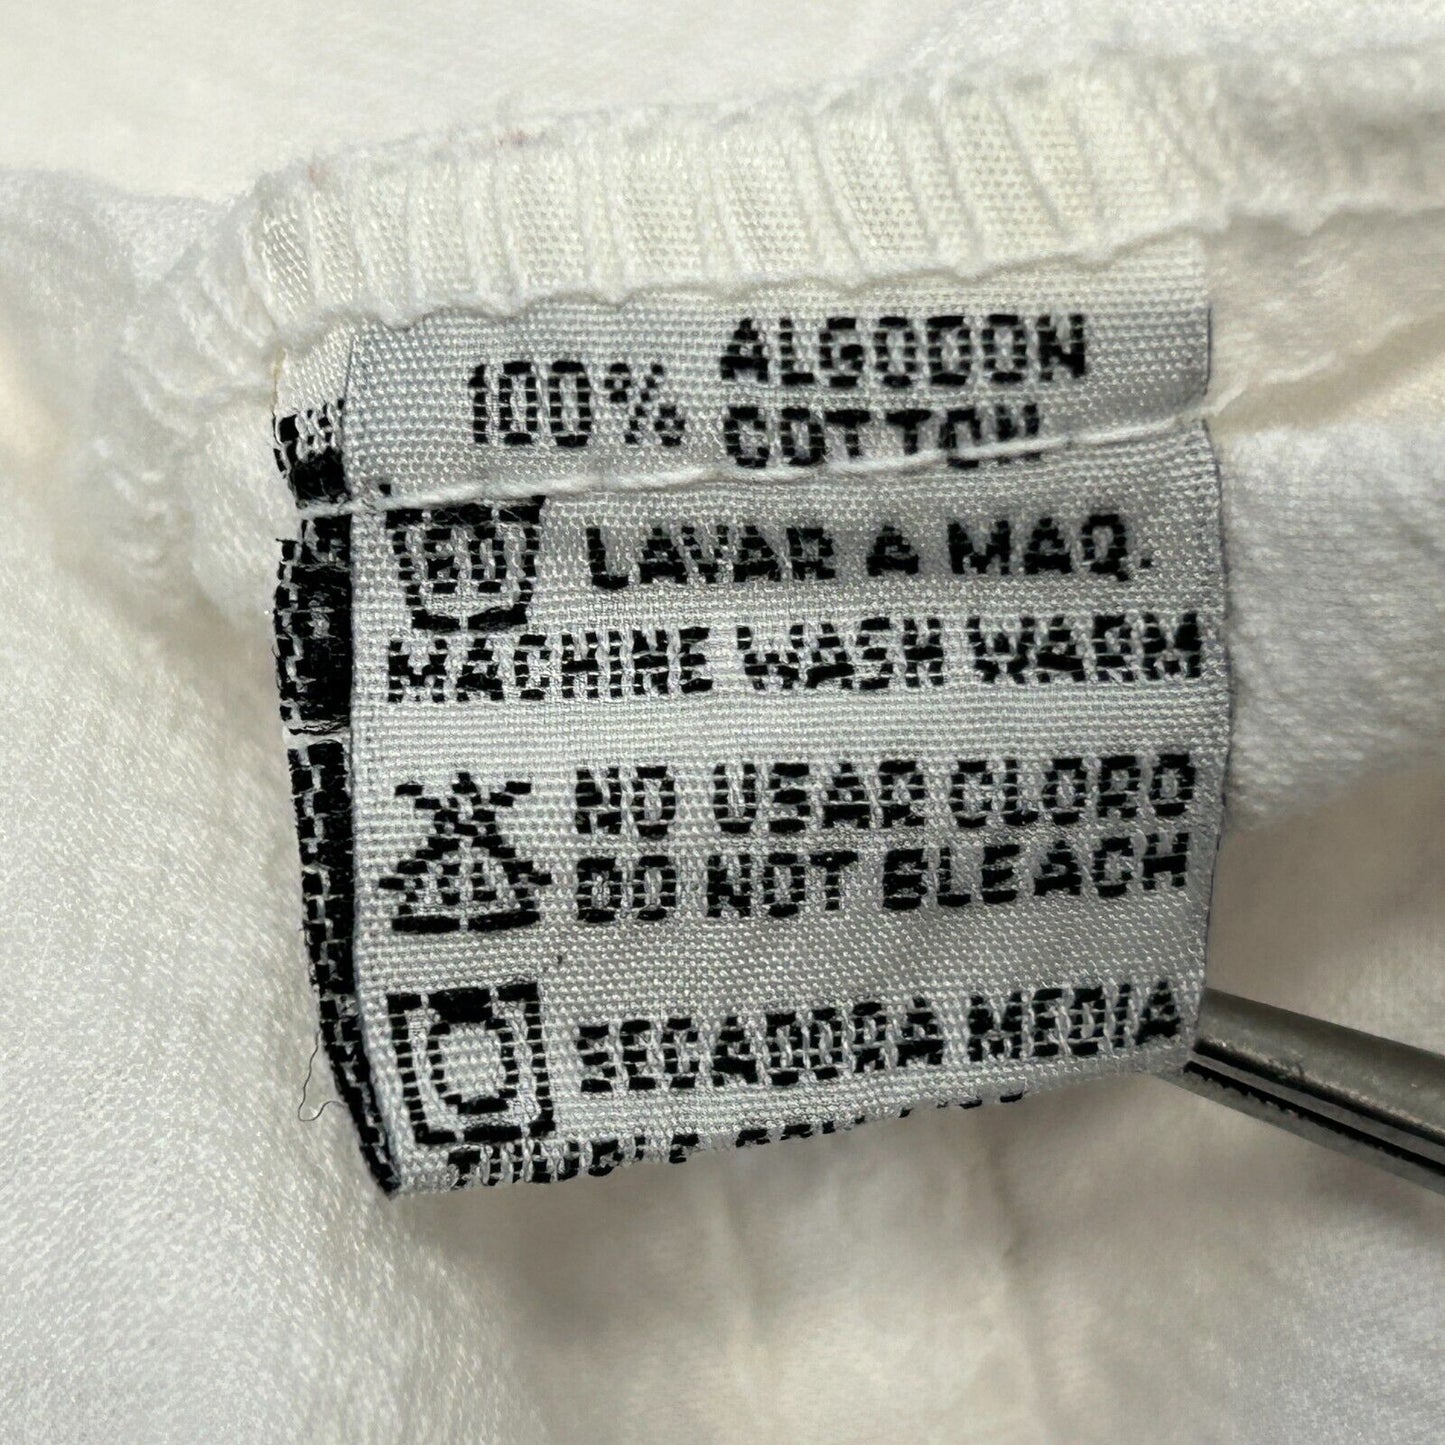 100% ALGODON
COTTON
60 LAVAR A MAQ.
MACHINE WASH WARM
NO USAR CLORO
DO NOT BLEACH
SECADORA MEDIA